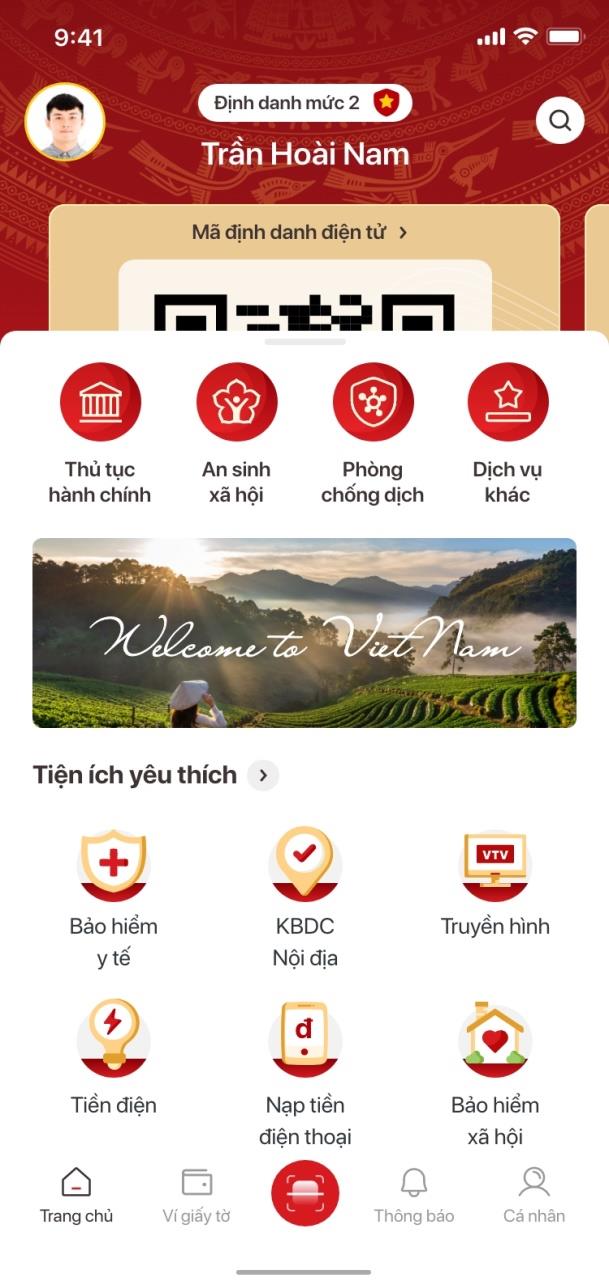 9:41
Định danh mức 2
Trần Hoài Nam
Mã định danh điện tử
Thủ tục
hành chính
An sinh
xã hội
Phòng
chống dịch
Dịch vụ
khác
Welcome to VietNam
Tiện ích yêu thích
Bảo hiểm
y tế
KBDC
Nội địa
VTV
Truyền hình
Tiền điện
đ
Nạp tiền
điện thoại
Bảo hiểm
xã hội
Trang chủ
Ví giấy tờ
Thông báo
Cá nhân